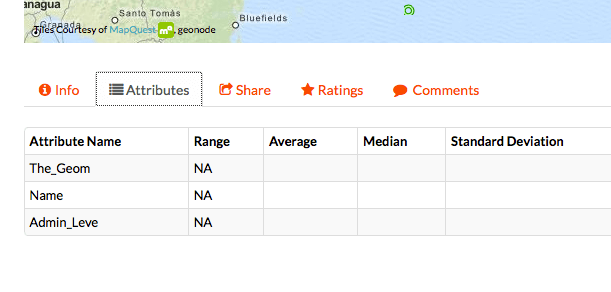 anagua
Santo Tomás
Bluefields
Granada
Tiles Courtesy of MapQuest mq, geonode
Info Attributes Share Ratings Comments
Attribute Name Range Average Median Standard Deviation
The_Geom NA
Name NA
Admin_Leve NA